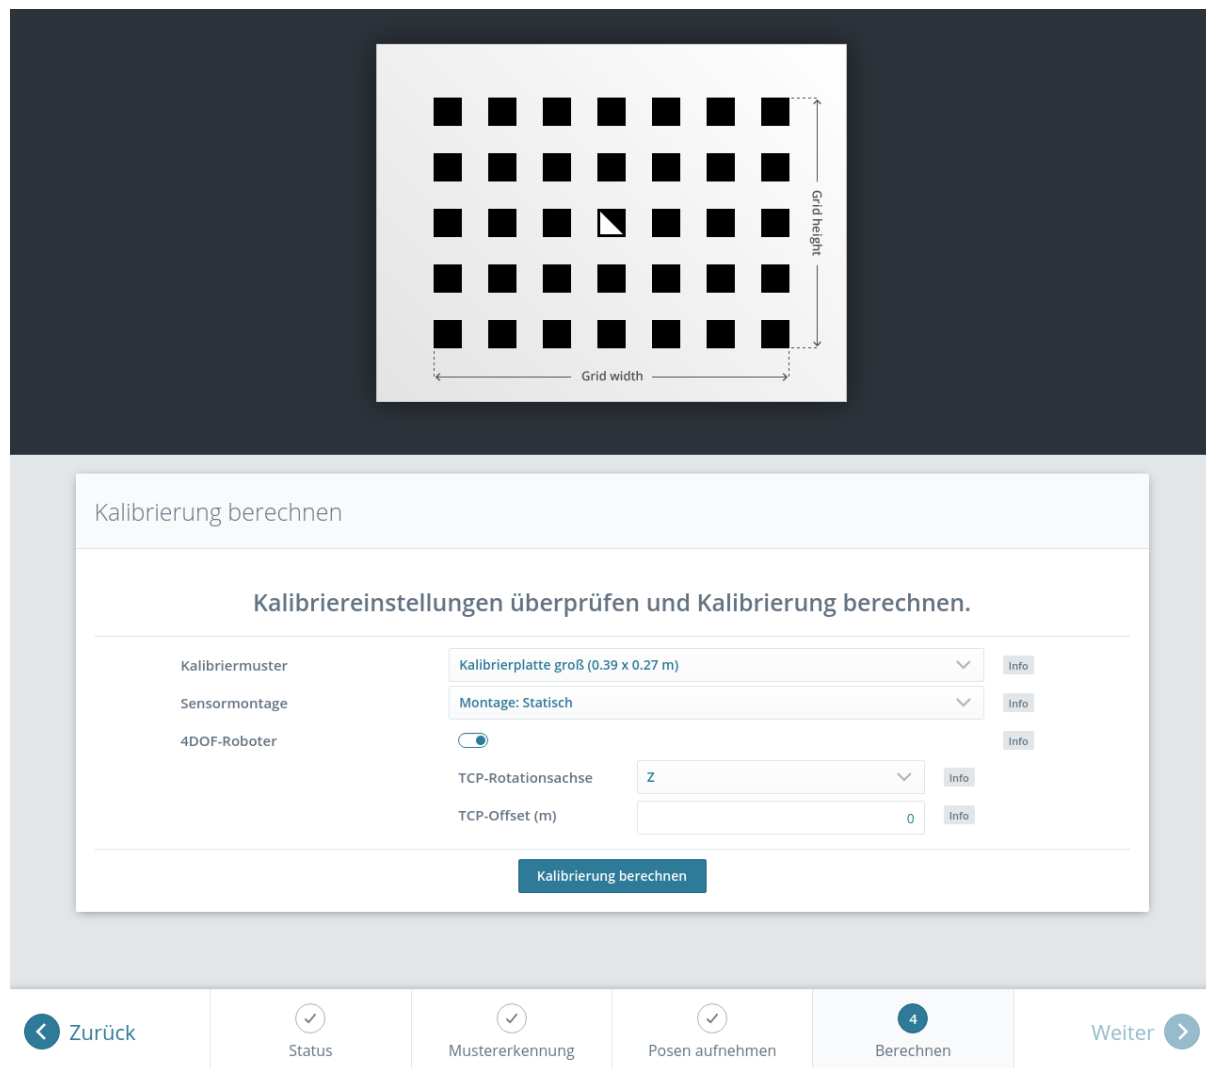 Grid height
Grid width
Kalibrierung berechnen
Kalibriereinstellungen überprüfen und Kalibrierung berechnen.
Kalibriermuster
Kalibrierplatte groß (0.39 x 0.27 m)
Info
Sensormontage
Montage: Statisch
Info
4DOF-Roboter
Info
TCP-Rotationsachse
Z
Info
TCP-Offset (m)
0
Info
Kalibrierung berechnen
Zurück
Status
Mustererkennung
Posen aufnehmen
4
Berechnen
Weiter